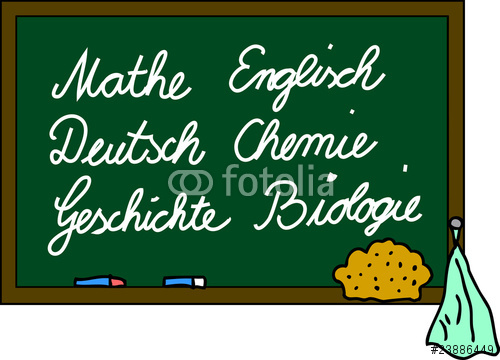 Mathe Englisch
Deutsch Chemie
Geschichte Biologie
fotolia
#23886449